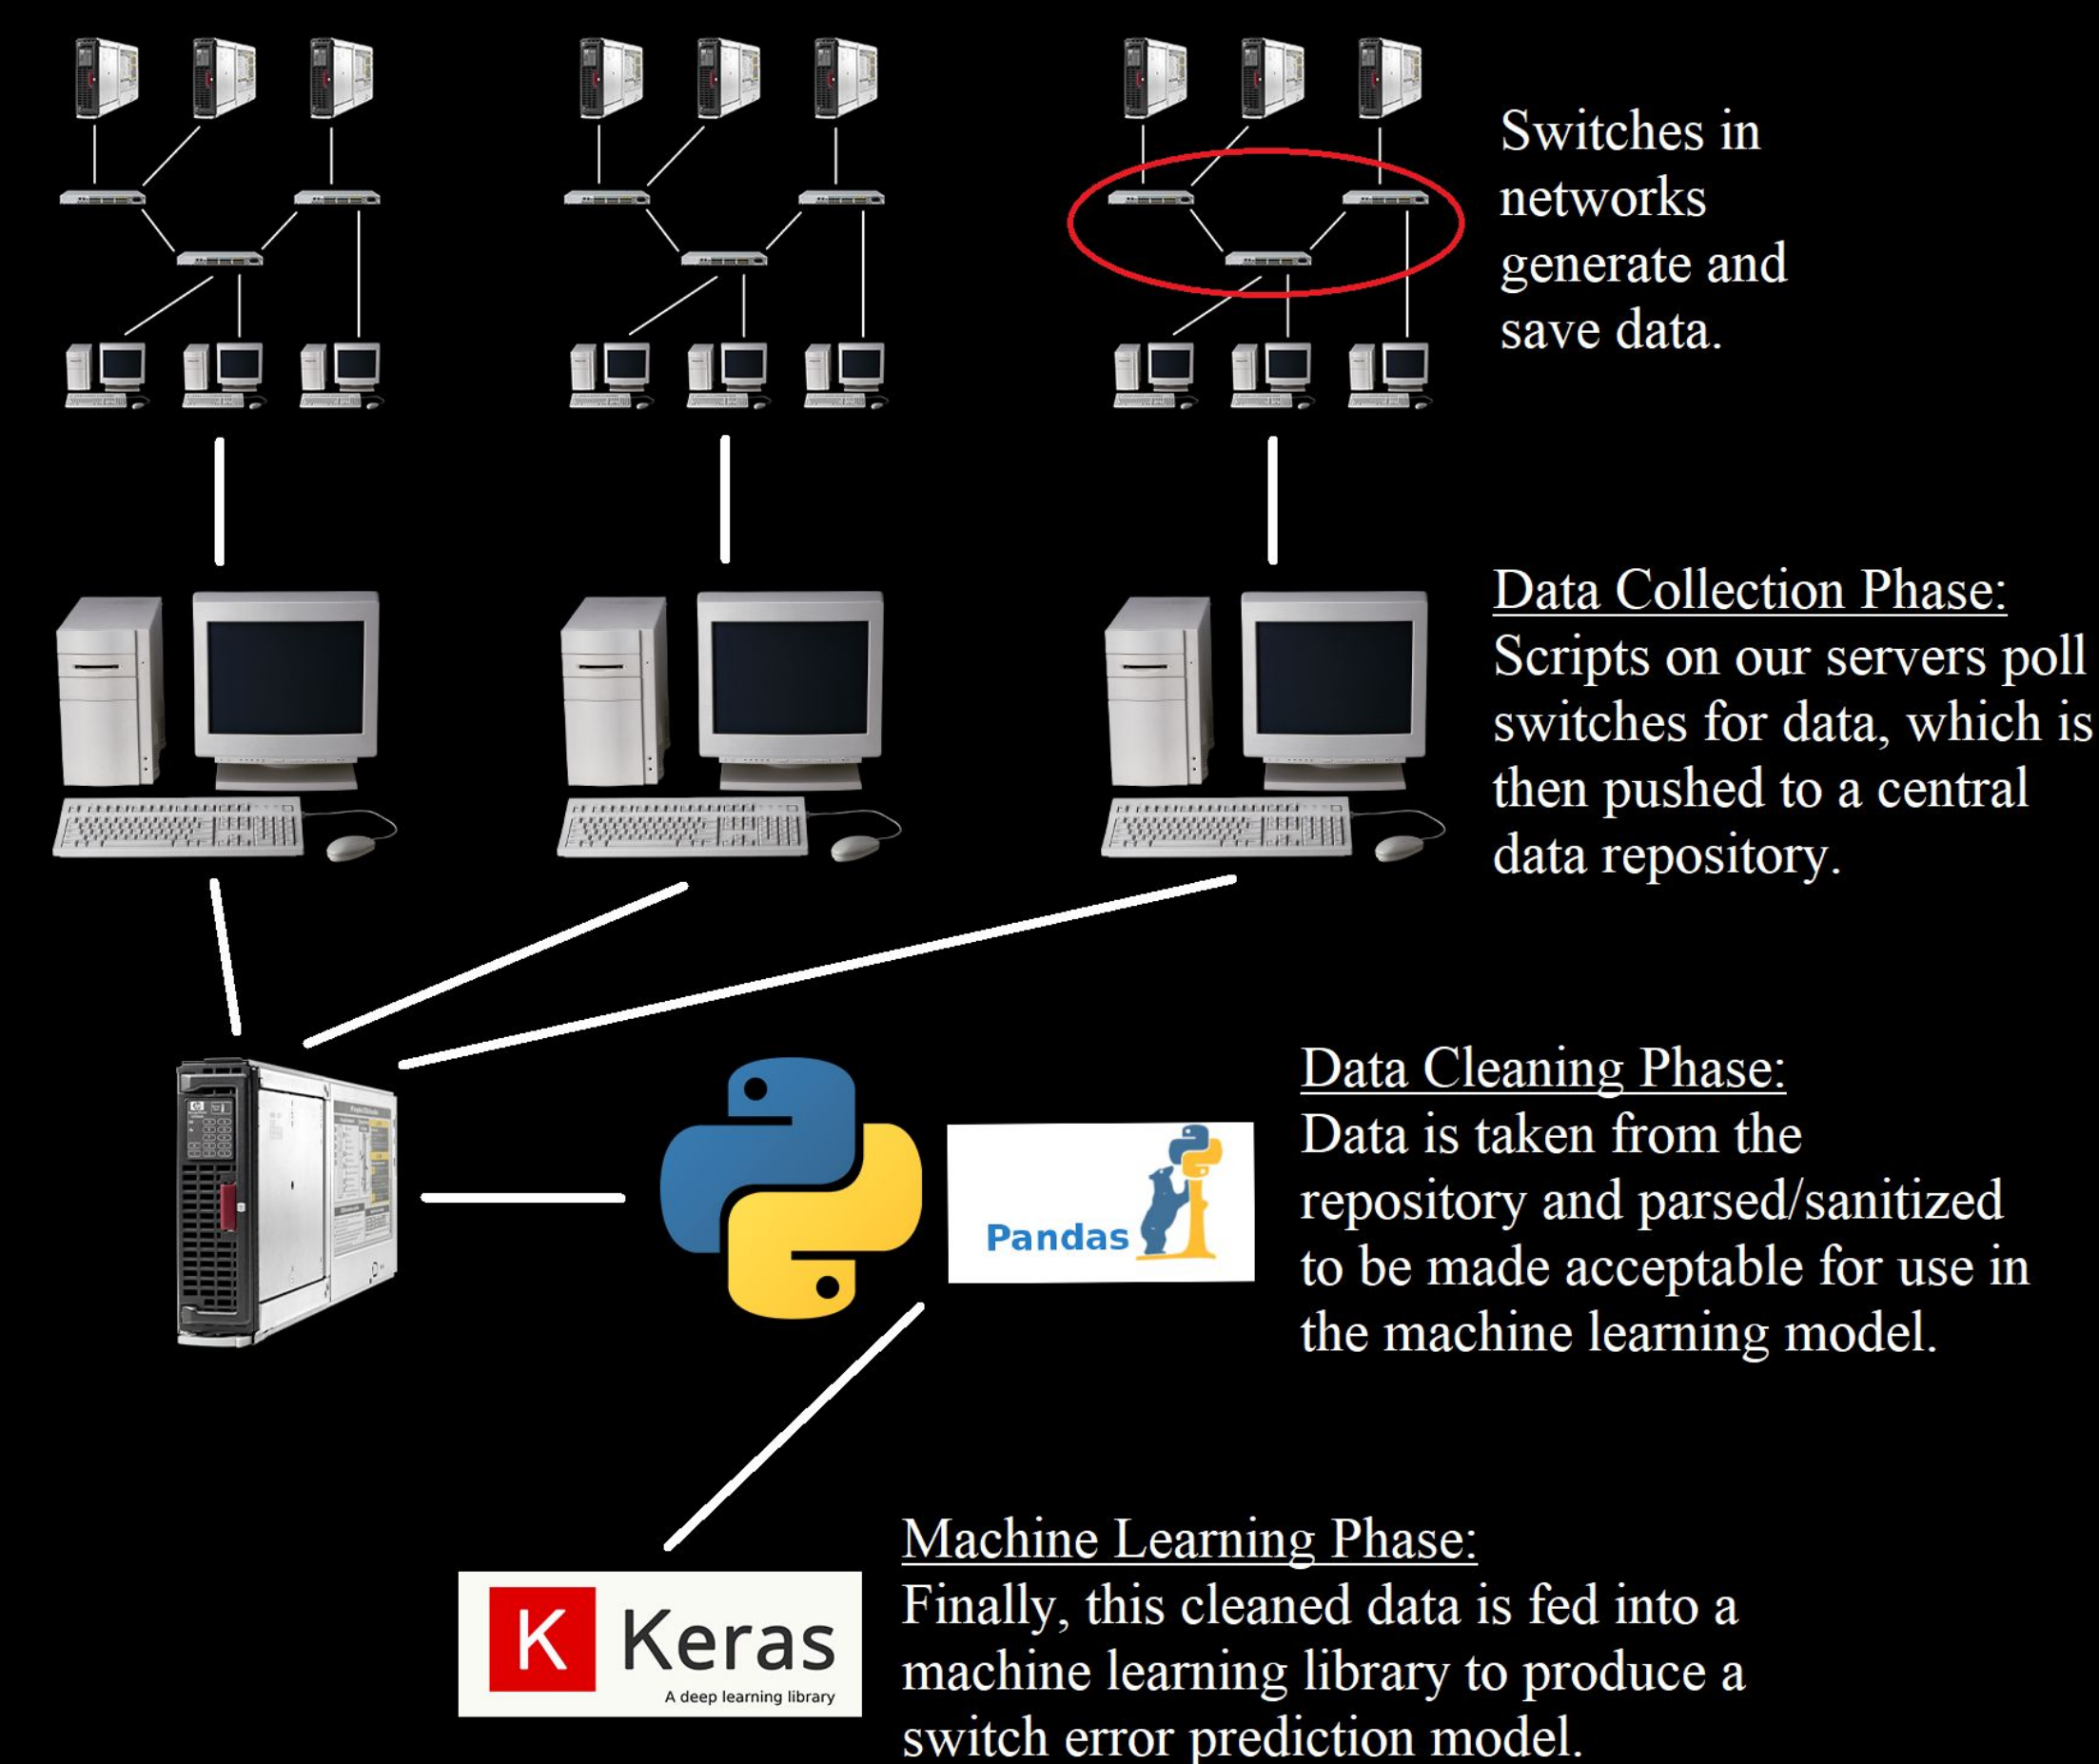 Switches in
networks
generate and
save data.
Data Collection Phase:
Scripts on our servers poll
switches for data, which is
then pushed to a central
data repository.
Data Cleaning Phase:
Data is taken from the
repository and parsed/sanitized
to be made acceptable for use in
the machine learning model.
Pandas
Machine Learning Phase:
Finally, this cleaned data is fed into a
machine learning library to produce a
switch error prediction model.
K Keras
A deep learning library